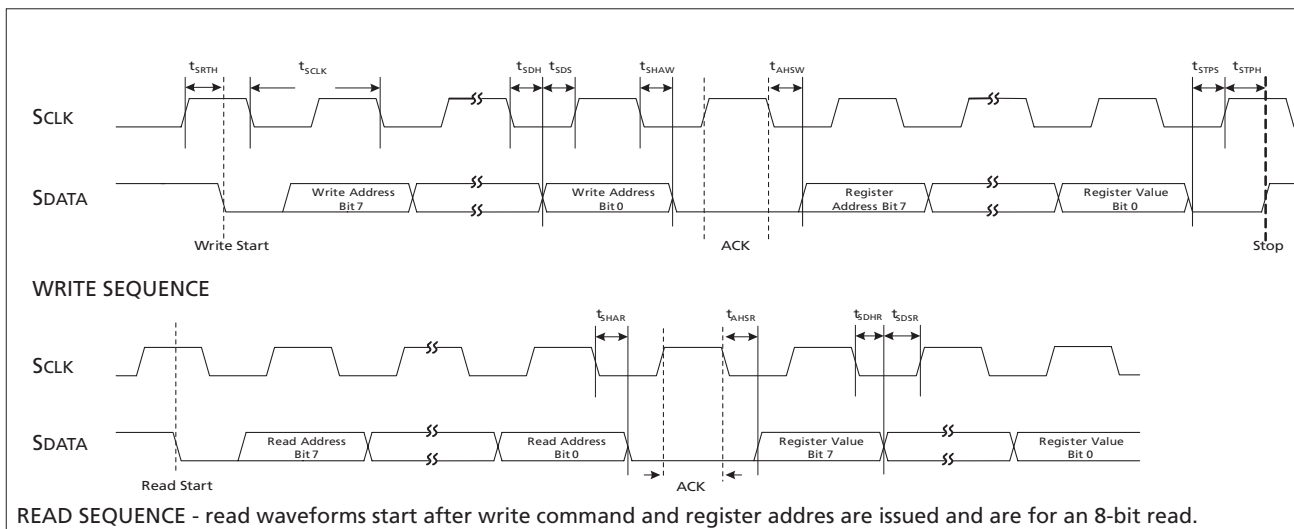 tSRTH tSCLK tSDH tSDS tSHAW tAHSW tSTPS tSTPH
SCLK
SDATA
Write Address Bit 7
Write Address Bit 0
Register Address Bit 7
Register Value Bit 0
Write Start
ACK
Stop
WRITE SEQUENCE
tSHAR tAHSR tSDHR tSDSR
SCLK
SDATA
Read Address Bit 7
Read Address Bit 0
Register Value Bit 7
Register Value Bit 0
Read Start
ACK
READ SEQUENCE - read waveforms start after write command and register addres are issued and are for an 8-bit read.